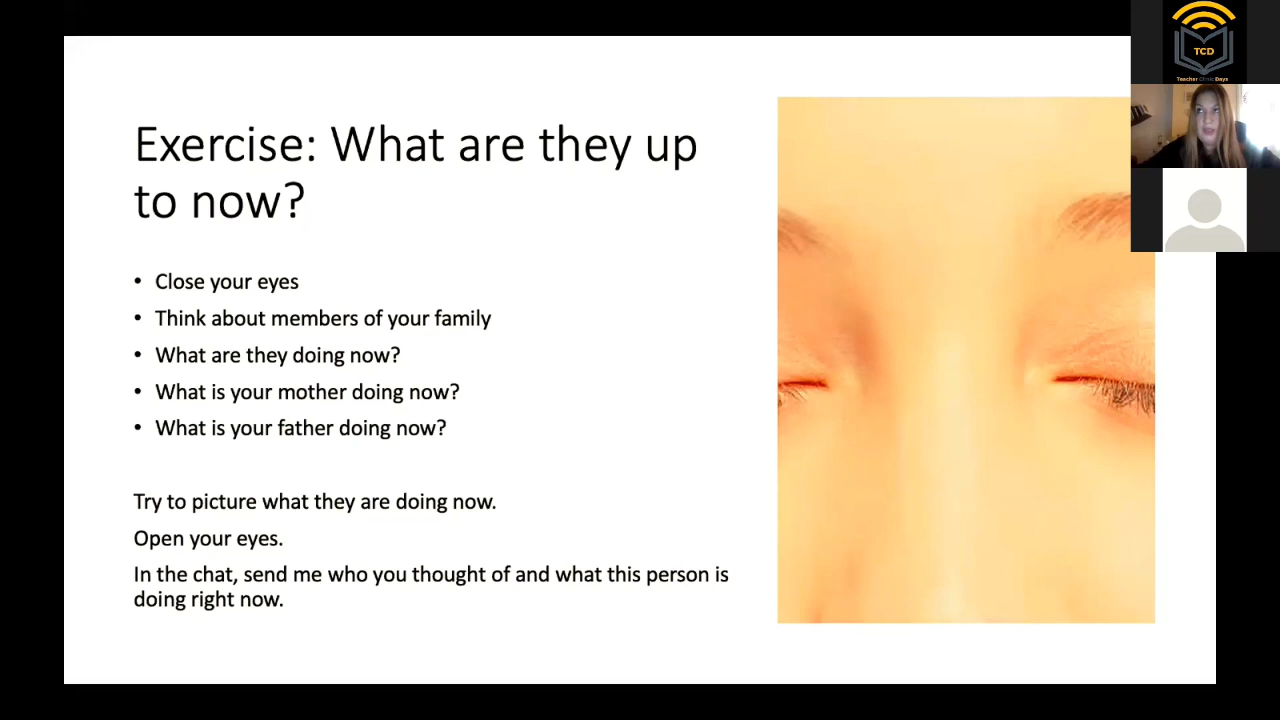 TCD
Teacher Clinic Days
Exercise: What are they up
to now?
• Close your eyes
• Think about members of your family
• What are they doing now?
• What is your mother doing now?
• What is your father doing now?
Try to picture what they are doing now.
Open your eyes.
In the chat, send me who you thought of and what this person is
doing right now.